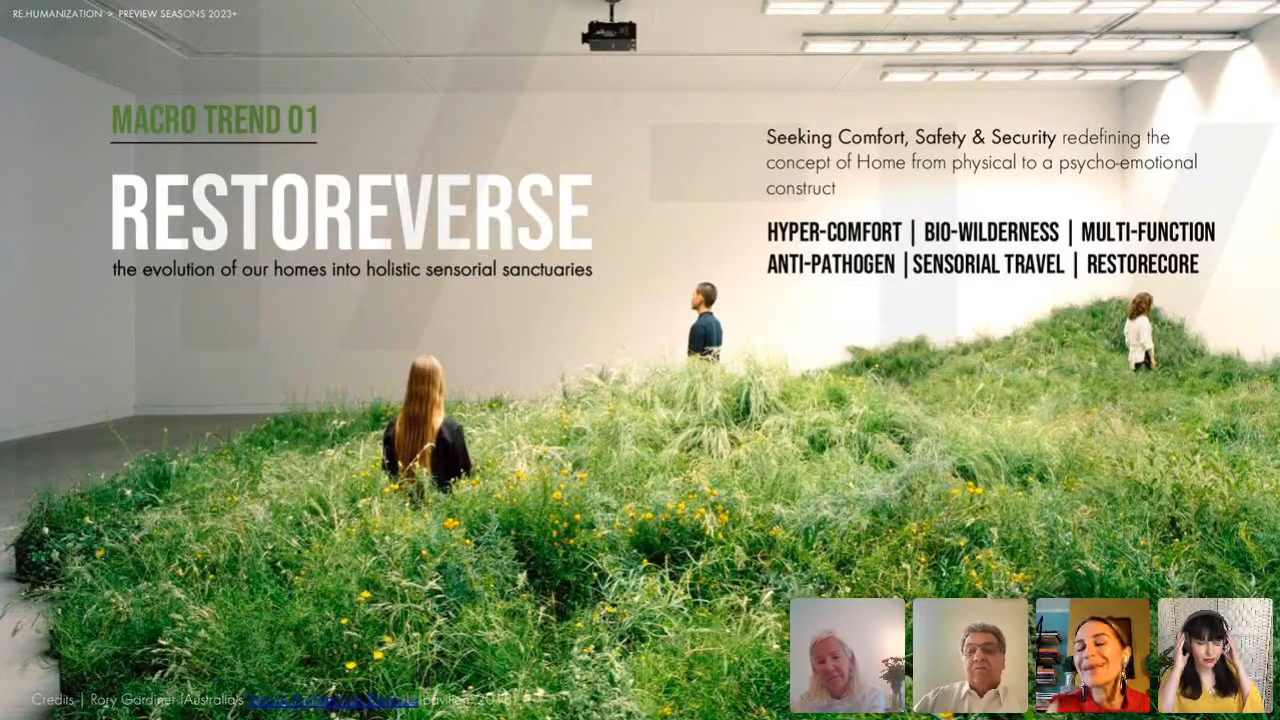 RE.HUMANIZATION > PREVIEW SEASONS 2023+
MACRO TREND 01
RESTOREVERSE
the evolution of our homes into holistic sensorial sanctuaries
Seeking Comfort, Safety & Security redefining the
concept of Home from physical to a psycho-emotional
construct
HYPER-COMFORT | BIO-WILDERNESS | MULTI-FUNCTION
ANTI-PATHOGEN | SENSORIAL TRAVEL | RESTORECORE
Credits | Rory Gardiner |Australia's